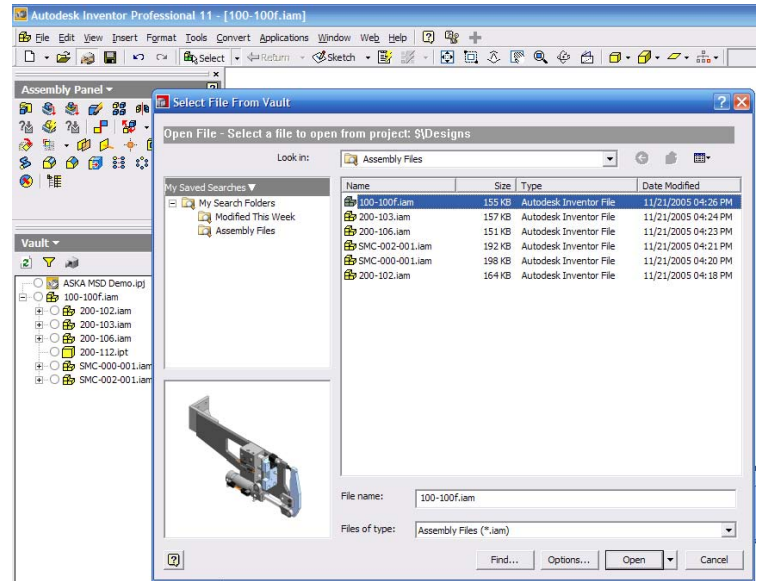 Autodesk Inventor Professional 11 - [100-100f.iam]
File Edit View Insert Format Tools Convert Applications Window Web Help
Select Return Sketch
Assembly Panel
Vault
ASKA MSD Demo.ipj
100-100f.iam
200-102.iam
200-103.iam
200-106.iam
200-112.ipt
SMC-000-001.iam
SMC-002-001.iam
Select File From Vault
Open File - Select a file to open from project: $\Designs
Look in: Assembly Files
My Saved Searches
My Search Folders
Modified This Week
Assembly Files
Name Size Type Date Modified
100-100f.iam 155 KB Autodesk Inventor File 11/21/2005 04:26 PM
200-103.iam 157 KB Autodesk Inventor File 11/21/2005 04:24 PM
200-106.iam 151 KB Autodesk Inventor File 11/21/2005 04:23 PM
SMC-002-001.iam 192 KB Autodesk Inventor File 11/21/2005 04:21 PM
SMC-000-001.iam 198 KB Autodesk Inventor File 11/21/2005 04:20 PM
200-102.iam 164 KB Autodesk Inventor File 11/21/2005 04:18 PM
File name: 100-100f.iam
Files of type: Assembly Files (*.iam)
Find... Options... Open Cancel